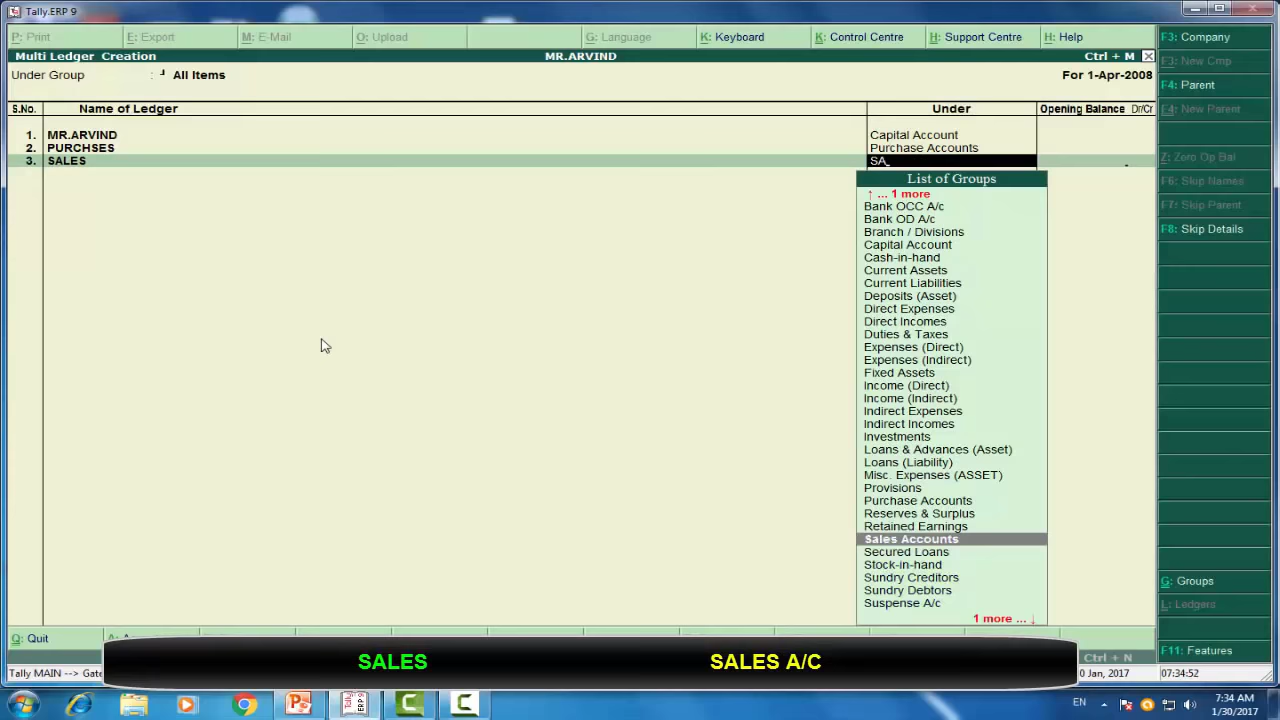 Tally.ERP 9
P: Print E: Export M: E-Mail O: Upload G: Language K: Keyboard K: Control Centre H: Support Centre H: Help
Multi Ledger Creation MR.ARVIND Ctrl + M
Under Group : All Items For 1-Apr-2008
S.No. Name of Ledger Under Opening Balance Dr/Cr
1. MR.ARVIND Capital Account
2. PURCHSES Purchase Accounts
3. SALES SA
List of Groups
↑ ... 1 more
Bank OCC A/c
Bank OD A/c
Branch / Divisions
Capital Account
Cash-in-hand
Current Assets
Current Liabilities
Deposits (Asset)
Direct Expenses
Direct Incomes
Duties & Taxes
Expenses (Direct)
Expenses (Indirect)
Fixed Assets
Income (Direct)
Income (Indirect)
Indirect Expenses
Indirect Incomes
Investments
Loans & Advances (Asset)
Loans (Liability)
Misc. Expenses (ASSET)
Provisions
Purchase Accounts
Reserves & Surplus
Retained Earnings
Sales Accounts
Secured Loans
Stock-in-hand
Sundry Creditors
Sundry Debtors
Suspense A/c
1 more ... ↓
F3: Company
F3: New Cmp
F4: Parent
F4: New Parent
Z: Zero Op Bal
F6: Skip Names
F7: Skip Parent
F8: Skip Details
G: Groups
L: Ledgers
F11: Features
Q: Quit
SALES SALES A/C
Ctrl + N
Tally MAIN --> Gate 0 Jan, 2017 07:34:52
EN 7:34 AM
1/30/2017